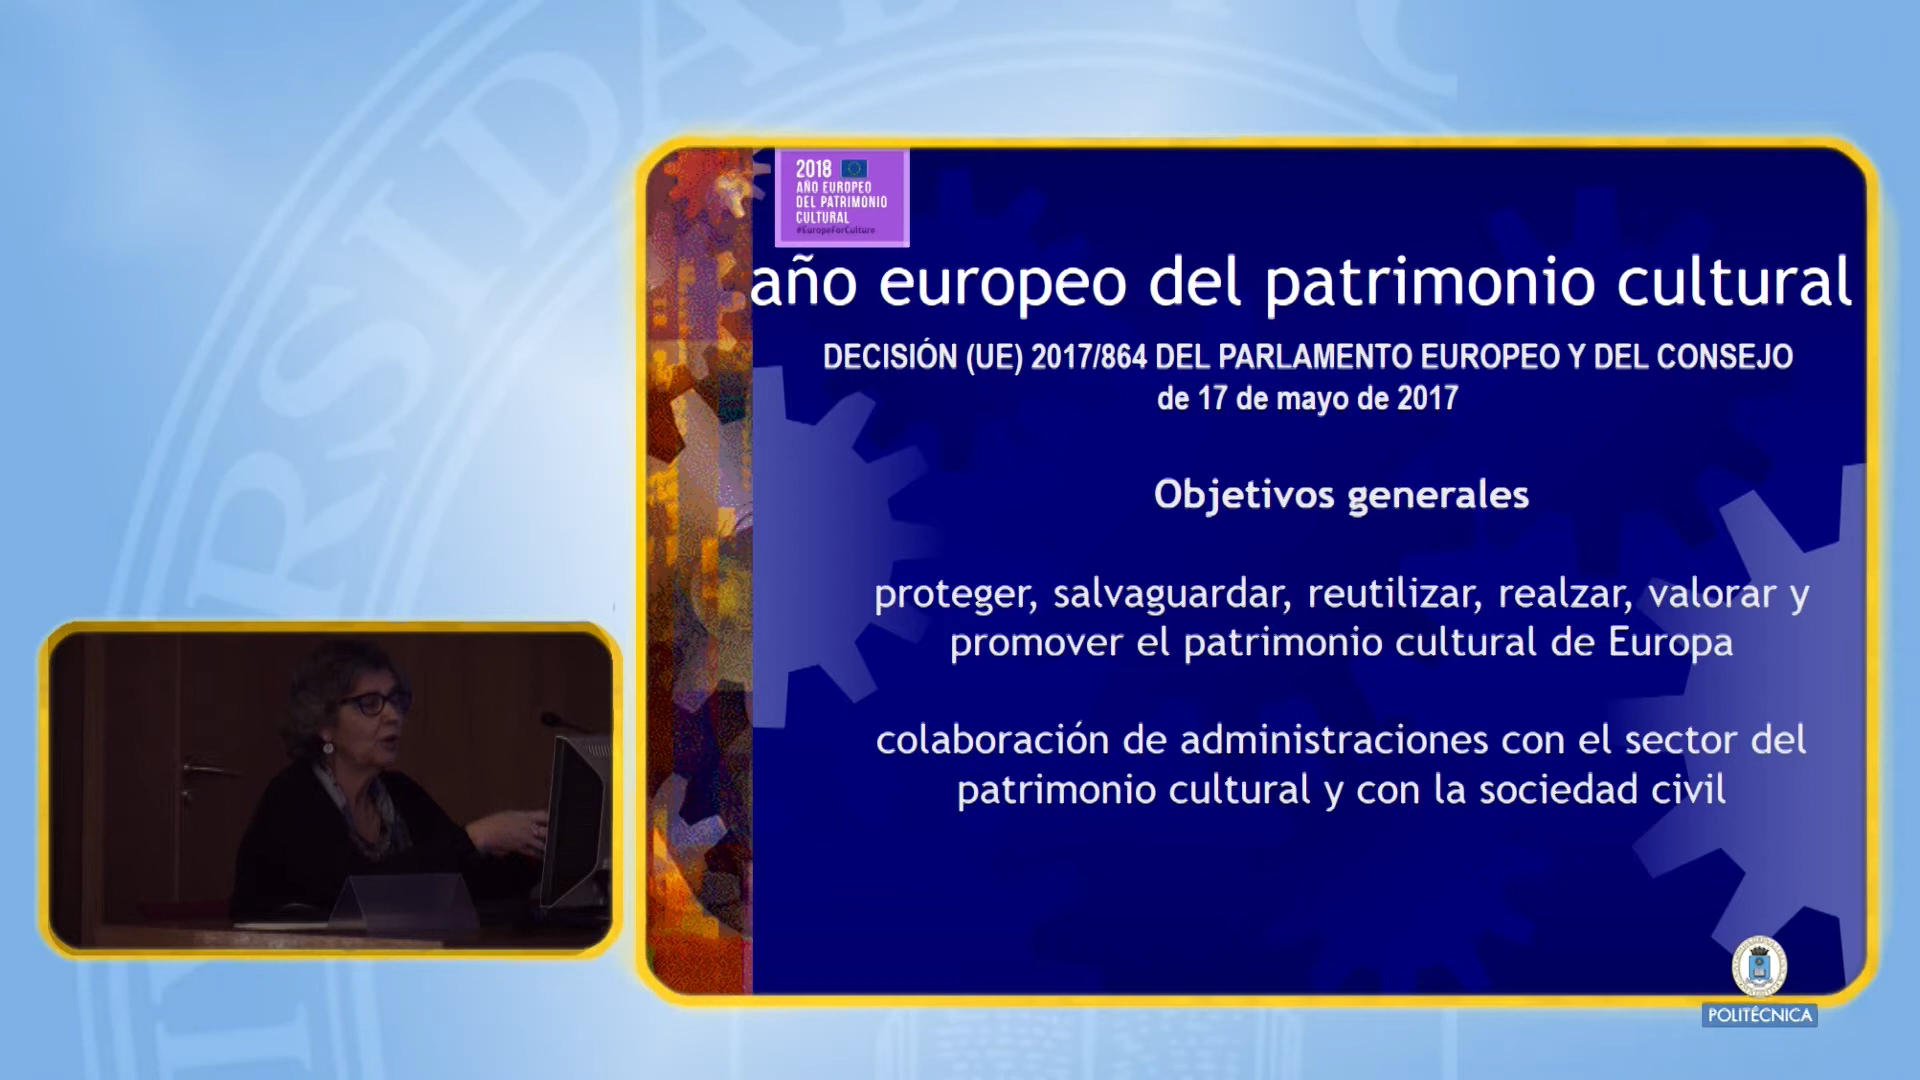 2018
AÑO EUROPEO
DEL PATRIMONIO
CULTURAL
#EuropeForCulture
año europeo del patrimonio cultural
DECISIÓN (UE) 2017/864 DEL PARLAMENTO EUROPEO Y DEL CONSEJO
de 17 de mayo de 2017
Objetivos generales
proteger, salvaguardar, reutilizar, realzar, valorar y
promover el patrimonio cultural de Europa
colaboración de administraciones con el sector del
patrimonio cultural y con la sociedad civil
POLITÉCNICA